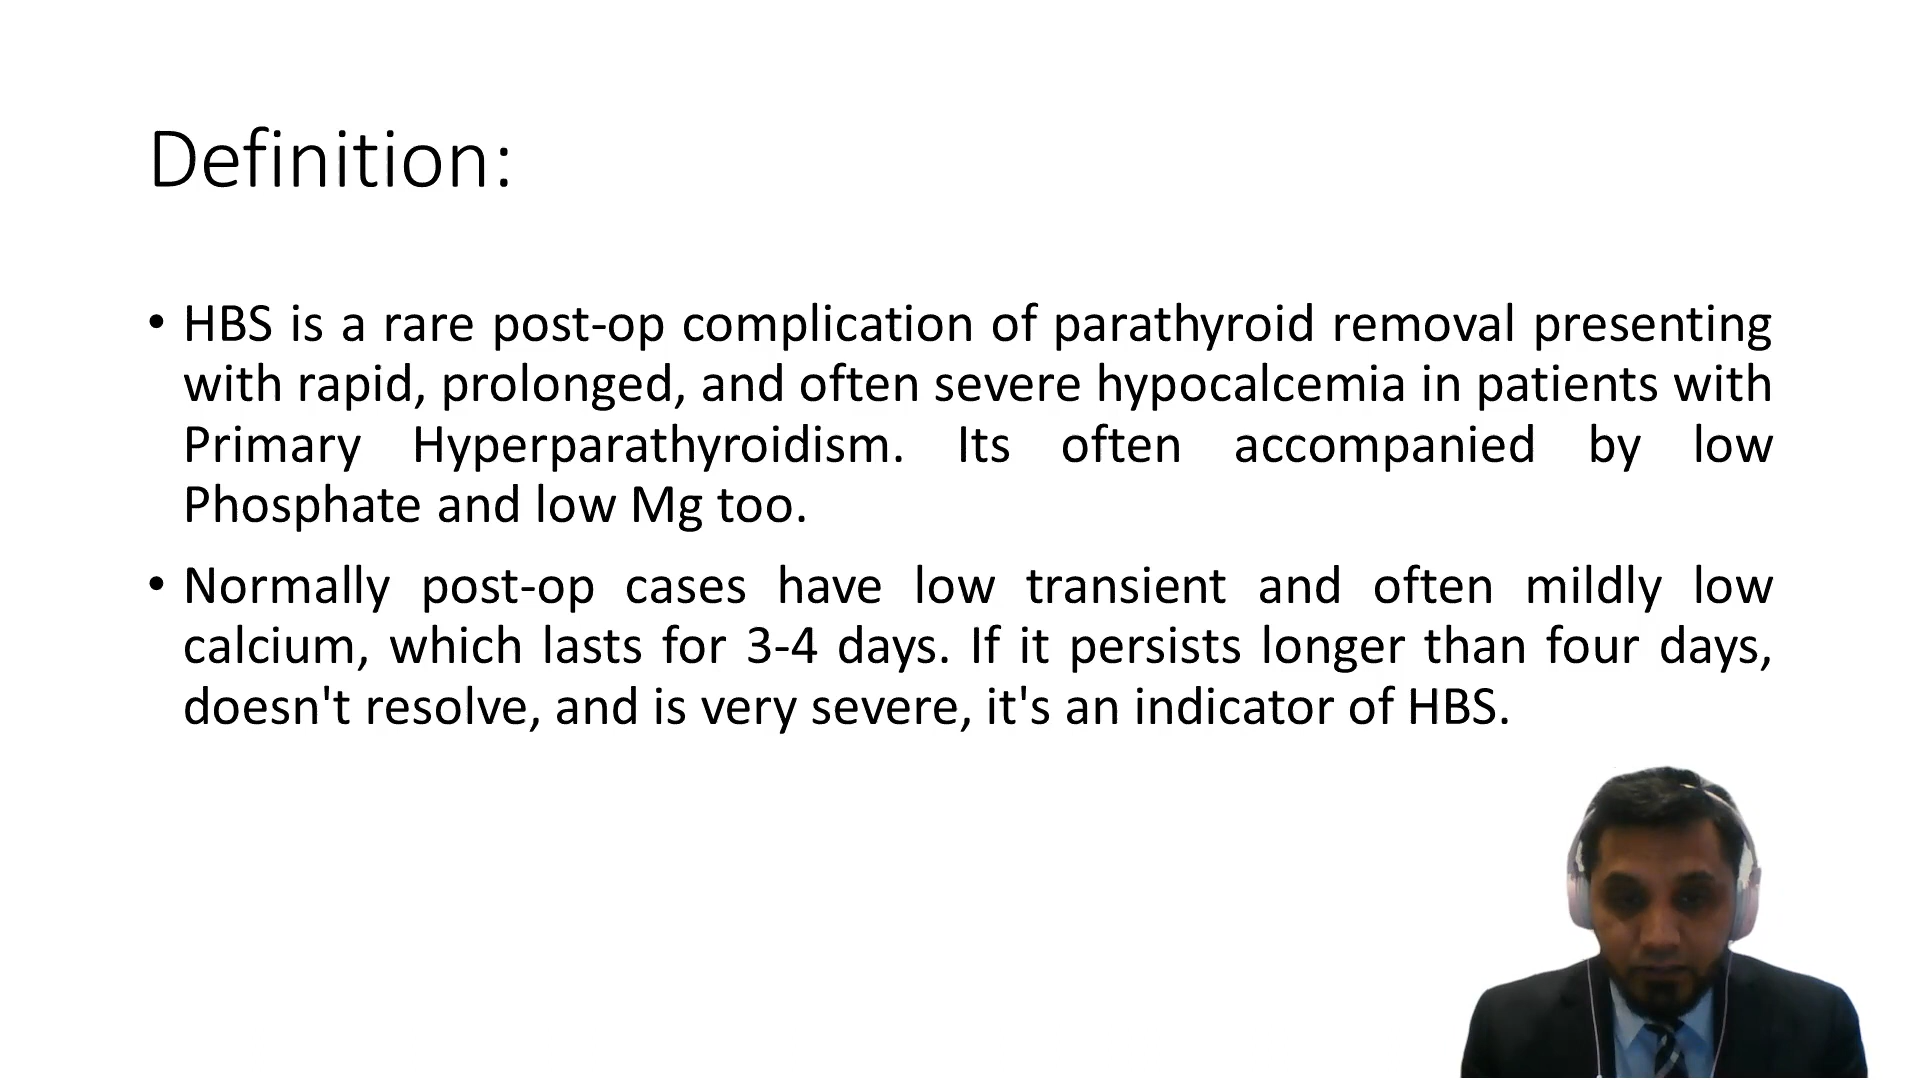 Definition:
• HBS is a rare post-op complication of parathyroid removal presenting
with rapid, prolonged, and often severe hypocalcemia in patients with
Primary Hyperparathyroidism. Its often accompanied by low
Phosphate and low Mg too.
• Normally post-op cases have low transient and often mildly low
calcium, which lasts for 3-4 days. If it persists longer than four days,
doesn't resolve, and is very severe, it's an indicator of HBS.